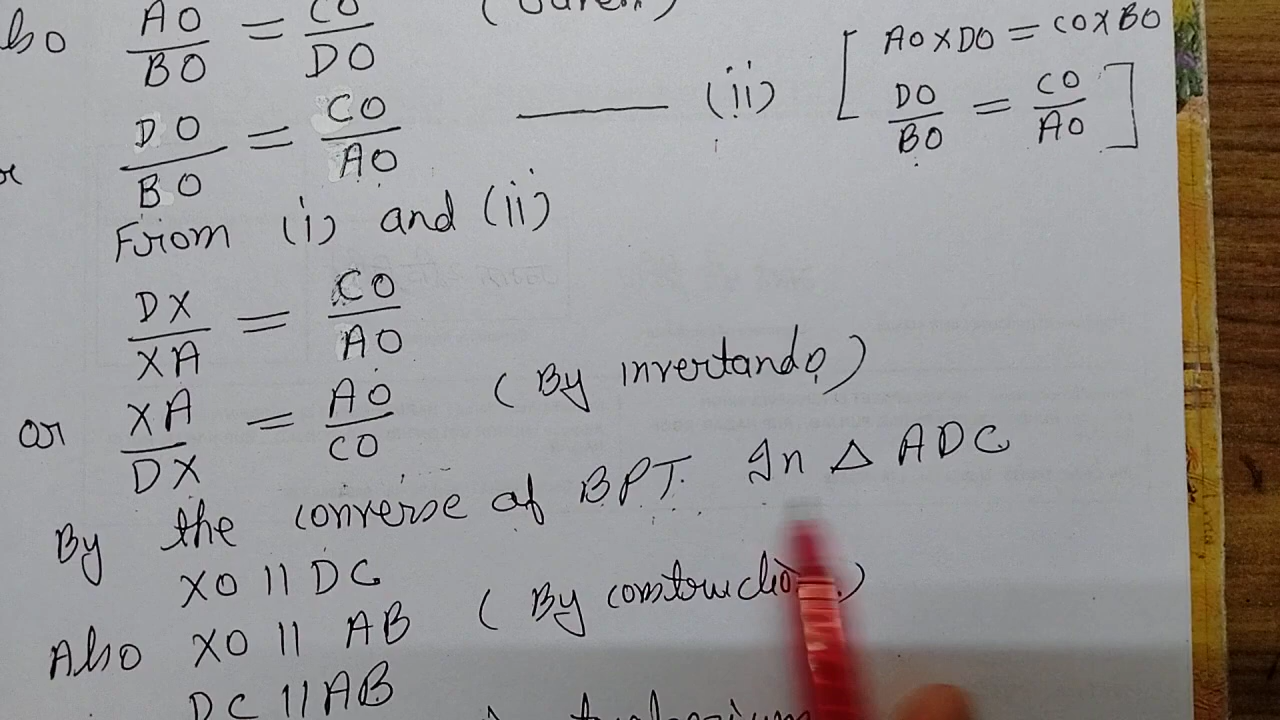 AO/BO = CO/DO (Given)
[ AO X DO = CO X BO
DO/BO = CO/AO ——— (ii) DO/BO = CO/AO ]
From (i) and (ii)
DX/XA = CO/AO
or XA/DX = AO/CO (By invertando)
By the converse of BPT. In △ ADC
XO || DC
Also XO || AB (By construction)
DC || AB